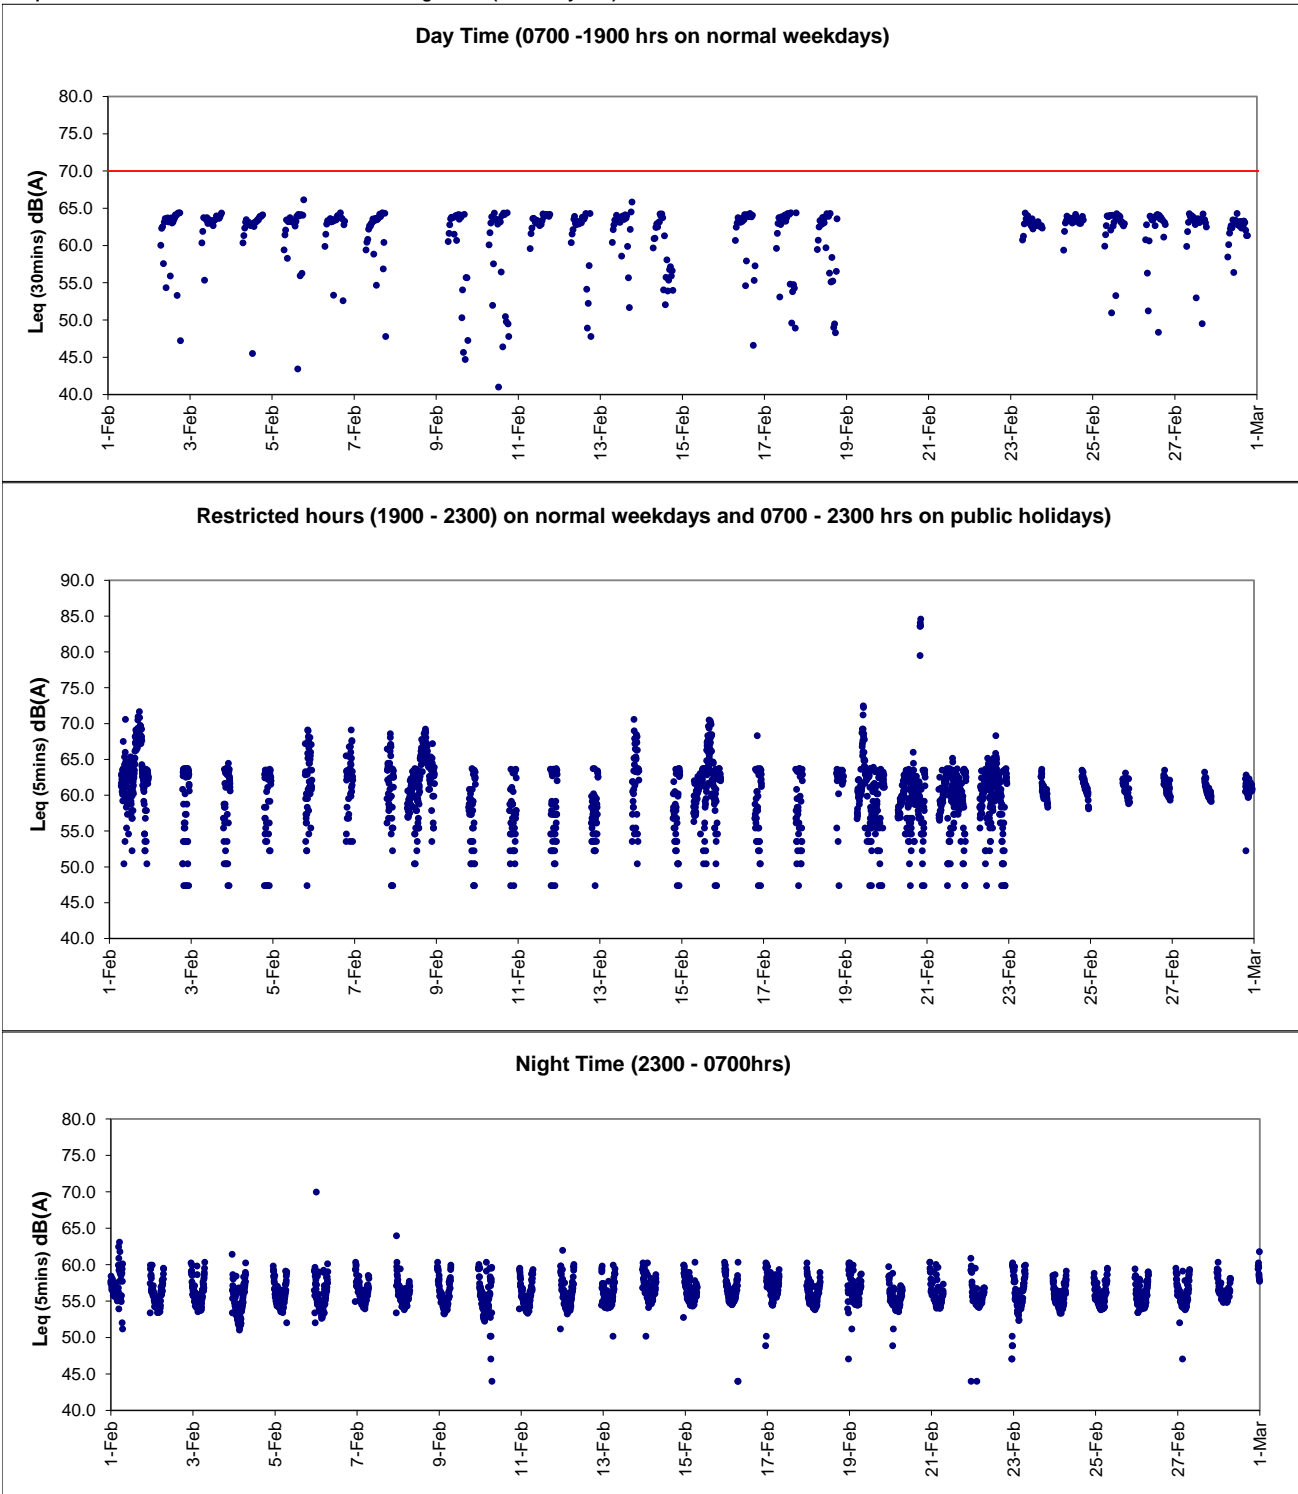 Day Time (0700 -1900 hrs on normal weekdays)
Leq (30mins) dB(A)
80.0
75.0
70.0
65.0
60.0
55.0
50.0
45.0
40.0
1-Feb
3-Feb
5-Feb
7-Feb
9-Feb
11-Feb
13-Feb
15-Feb
17-Feb
19-Feb
21-Feb
23-Feb
25-Feb
27-Feb
1-Mar
Restricted hours (1900 - 2300) on normal weekdays and 0700 - 2300 hrs on public holidays)
Leq (5mins) dB(A)
90.0
85.0
80.0
75.0
70.0
65.0
60.0
55.0
50.0
45.0
40.0
1-Feb
3-Feb
5-Feb
7-Feb
9-Feb
11-Feb
13-Feb
15-Feb
17-Feb
19-Feb
21-Feb
23-Feb
25-Feb
27-Feb
1-Mar
Night Time (2300 - 0700hrs)
Leq (5mins) dB(A)
80.0
75.0
70.0
65.0
60.0
55.0
50.0
45.0
40.0
1-Feb
3-Feb
5-Feb
7-Feb
9-Feb
11-Feb
13-Feb
15-Feb
17-Feb
19-Feb
21-Feb
23-Feb
25-Feb
27-Feb
1-Mar